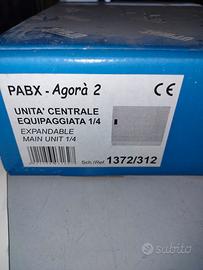 PABX - Agorà 2
CE
UNITA' CENTRALE
EQUIPAGGIATA 1/4
EXPANDABLE
MAIN UNIT 1/4
Sch./Ref. 1372/312
subito